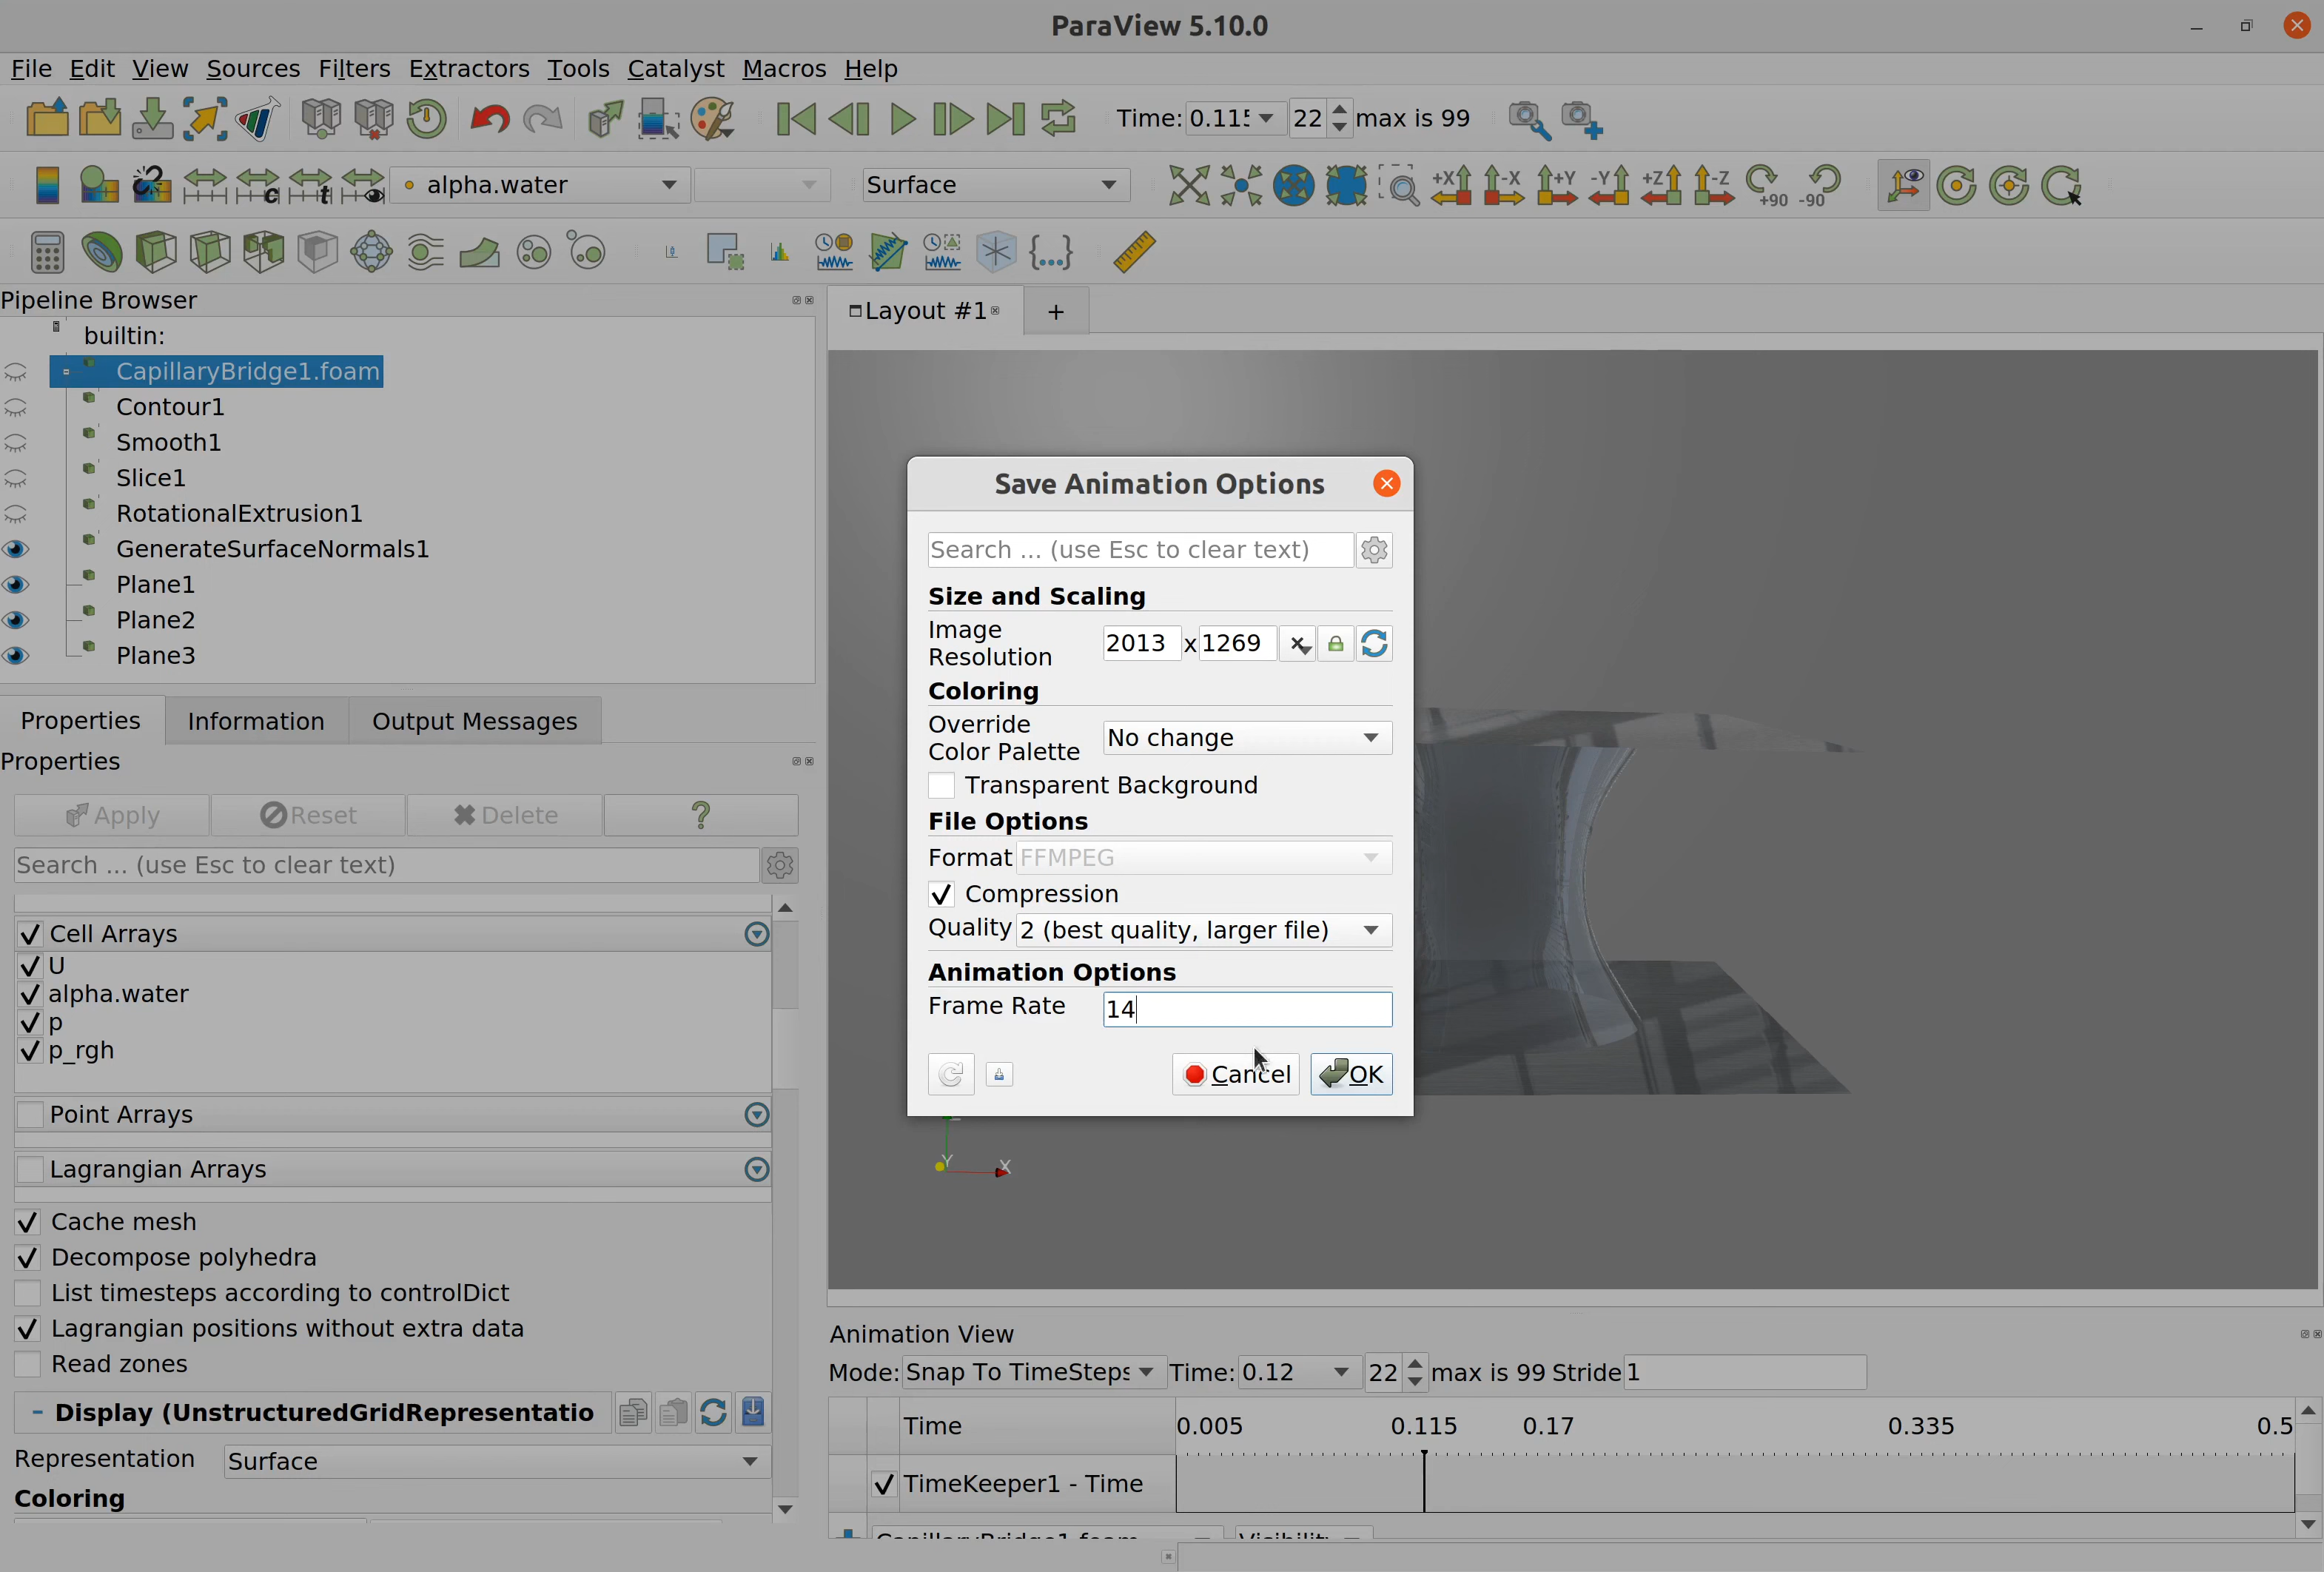 ParaView 5.10.0
File Edit View Sources Filters Extractors Tools Catalyst Macros Help
Time: 0.115 22 max is 99
alpha.water Surface +X -X +Y -Y +Z -Z +90 -90
Pipeline Browser
Layout #1 +
builtin:
CapillaryBridge1.foam
Contour1
Smooth1
Slice1
RotationalExtrusion1
GenerateSurfaceNormals1
Plane1
Plane2
Plane3
Properties Information Output Messages
Properties
Apply Reset Delete ?
Search ... (use Esc to clear text)
Cell Arrays
U
alpha.water
p
p_rgh
Point Arrays
Lagrangian Arrays
Cache mesh
Decompose polyhedra
List timesteps according to controlDict
Lagrangian positions without extra data
Read zones
Display (UnstructuredGridRepresentatio
Representation Surface
Coloring
Save Animation Options
Search ... (use Esc to clear text)
Size and Scaling
Image
Resolution 2013 x 1269
Coloring
Override
Color Palette No change
Transparent Background
File Options
Format FFMPEG
Compression
Quality 2 (best quality, larger file)
Animation Options
Frame Rate 14
Cancel OK
Y X
Animation View
Mode: Snap To TimeSteps Time: 0.12 22 max is 99 Stride 1
Time 0.005 0.115 0.17 0.335 0.5
TimeKeeper1 - Time